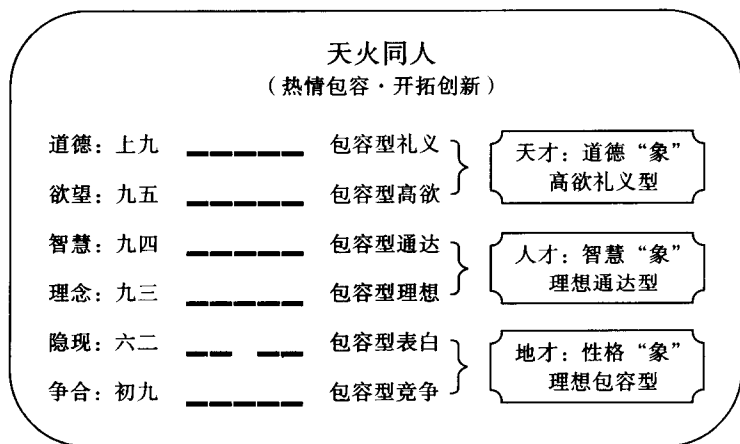 天火同人
（热情包容·开拓创新）
道德：上九 包容型礼义
欲望：九五 包容型高欲
天才：道德“象”
高欲礼义型
智慧：九四 包容型通达
理念：九三 包容型理想
人才：智慧“象”
理想通达型
隐现：六二 包容型表白
争合：初九 包容型竞争
地才：性格“象”
理想包容型